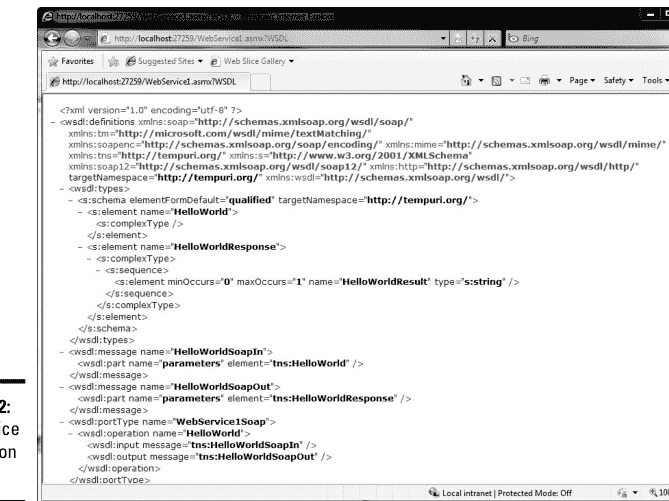 http://localhost:27259/
http://localhost:27259/WebService1.asmx?WSDL
Bing
Favorites Suggested Sites Web Slice Gallery
http://localhost:27259/WebService1.asmx?WSDL
Page Safety Tools
<?xml version="1.0" encoding="utf-8" ?>
- <wsdl:definitions xmlns:soap="http://schemas.xmlsoap.org/wsdl/soap/"
xmlns:tm="http://microsoft.com/wsdl/mime/textMatching/"
xmlns:soapenc="http://schemas.xmlsoap.org/soap/encoding/" xmlns:mime="http://schemas.xmlsoap.org/wsdl/mime/"
xmlns:tns="http://tempuri.org/" xmlns:s="http://www.w3.org/2001/XMLSchema"
xmlns:soap12="http://schemas.xmlsoap.org/wsdl/soap12/" xmlns:http="http://schemas.xmlsoap.org/wsdl/http/"
targetNamespace="http://tempuri.org/" xmlns:wsdl="http://schemas.xmlsoap.org/wsdl/">
- <wsdl:types>
- <s:schema elementFormDefault="qualified" targetNamespace="http://tempuri.org/">
- <s:element name="HelloWorld">
<s:complexType />
</s:element>
- <s:element name="HelloWorldResponse">
- <s:complexType>
- <s:sequence>
<s:element minOccurs="0" maxOccurs="1" name="HelloWorldResult" type="s:string" />
</s:sequence>
</s:complexType>
</s:element>
</s:schema>
</wsdl:types>
- <wsdl:message name="HelloWorldSoapIn">
<wsdl:part name="parameters" element="tns:HelloWorld" />
</wsdl:message>
- <wsdl:message name="HelloWorldSoapOut">
<wsdl:part name="parameters" element="tns:HelloWorldResponse" />
</wsdl:message>
- <wsdl:portType name="WebService1Soap">
- <wsdl:operation name="HelloWorld">
<wsdl:input message="tns:HelloWorldSoapIn" />
<wsdl:output message="tns:HelloWorldSoapOut" />
</wsdl:operation>
</wsdl:portType>
Local intranet | Protected Mode: Off 100
2:
ice
on